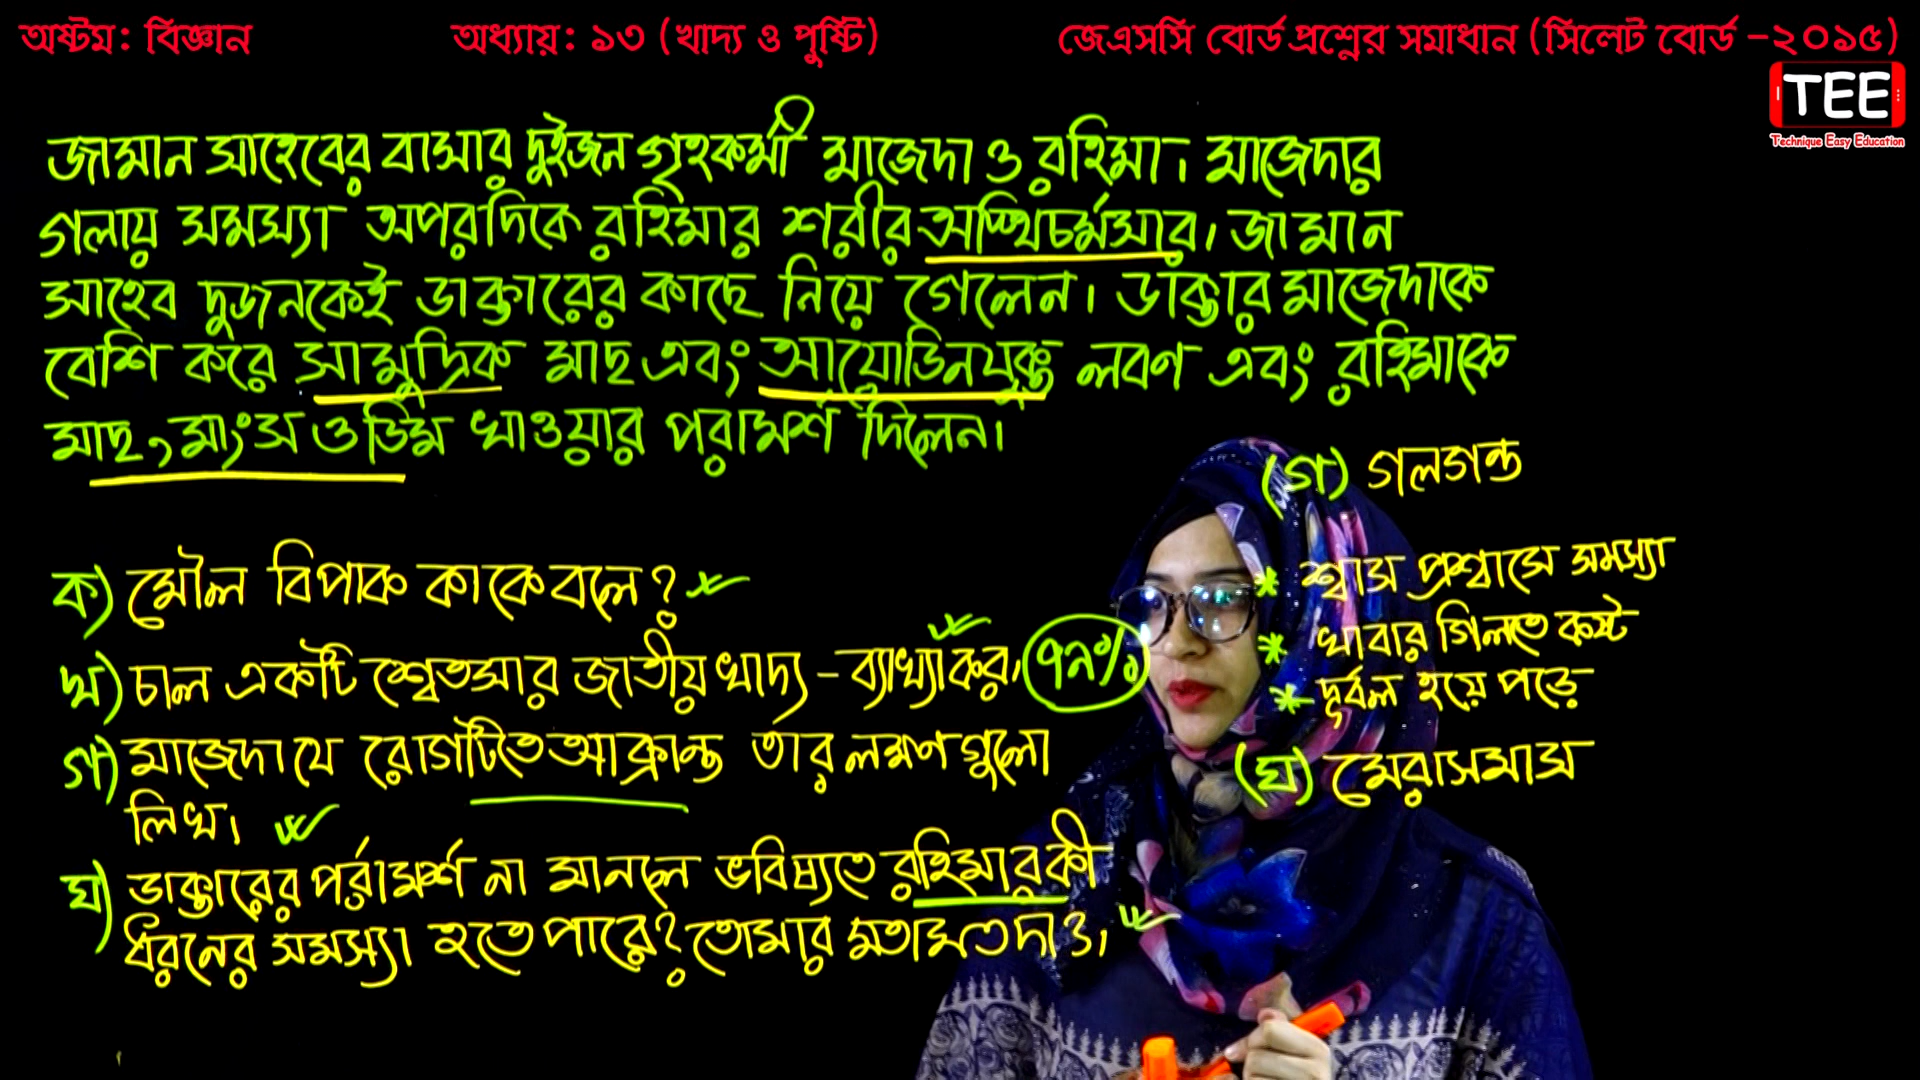 অষ্টম: বিজ্ঞান
অধ্যায়: ১৩ (খাদ্য ও পুষ্টি)
জেএসসি বোর্ড প্রশ্নের সমাধান (সিলেট বোর্ড -২০১৫)
TEE
Technique Easy Education
জামান সাহেবের বাসার দুইজন গৃহকর্মী মাজেদা ও রহিমা। মাজেদার
গলায় সমস্যা অপরদিকে রহিমার শরীর অস্থিচর্মসার। জামান
সাহেব দুজনকেই ডাক্তারের কাছে নিয়ে গেলেন। ডাক্তার মাজেদাকে
বেশি করে সামুদ্রিক মাছ এবং আয়োডিনযুক্ত লবণ এবং রহিমাকে
মাছ, মাংস ও ডিম খাওয়ার পরামর্শ দিলেন।
ক) মৌল বিপাক কাকে বলে?
খ) চাল একটি শ্বেতসার জাতীয় খাদ্য - ব্যাখ্যা কর। ৭৯%
গ) মাজেদা যে রোগটিতে আক্রান্ত তার লক্ষণগুলো
লিখ।
ঘ) ডাক্তারের পর্রামর্শ না মানলে ভবিষ্যতে রহিমার কী
ধরনের সমস্যা হতে পারে? তোমার মতামত দাও।
(গ) গলগন্ড
* শ্বাস প্রশ্বাসে সমস্যা
* খাবার গিলতে কষ্ট
* দূর্বল হয়ে পড়ে
(ঘ) মেরাসমাস